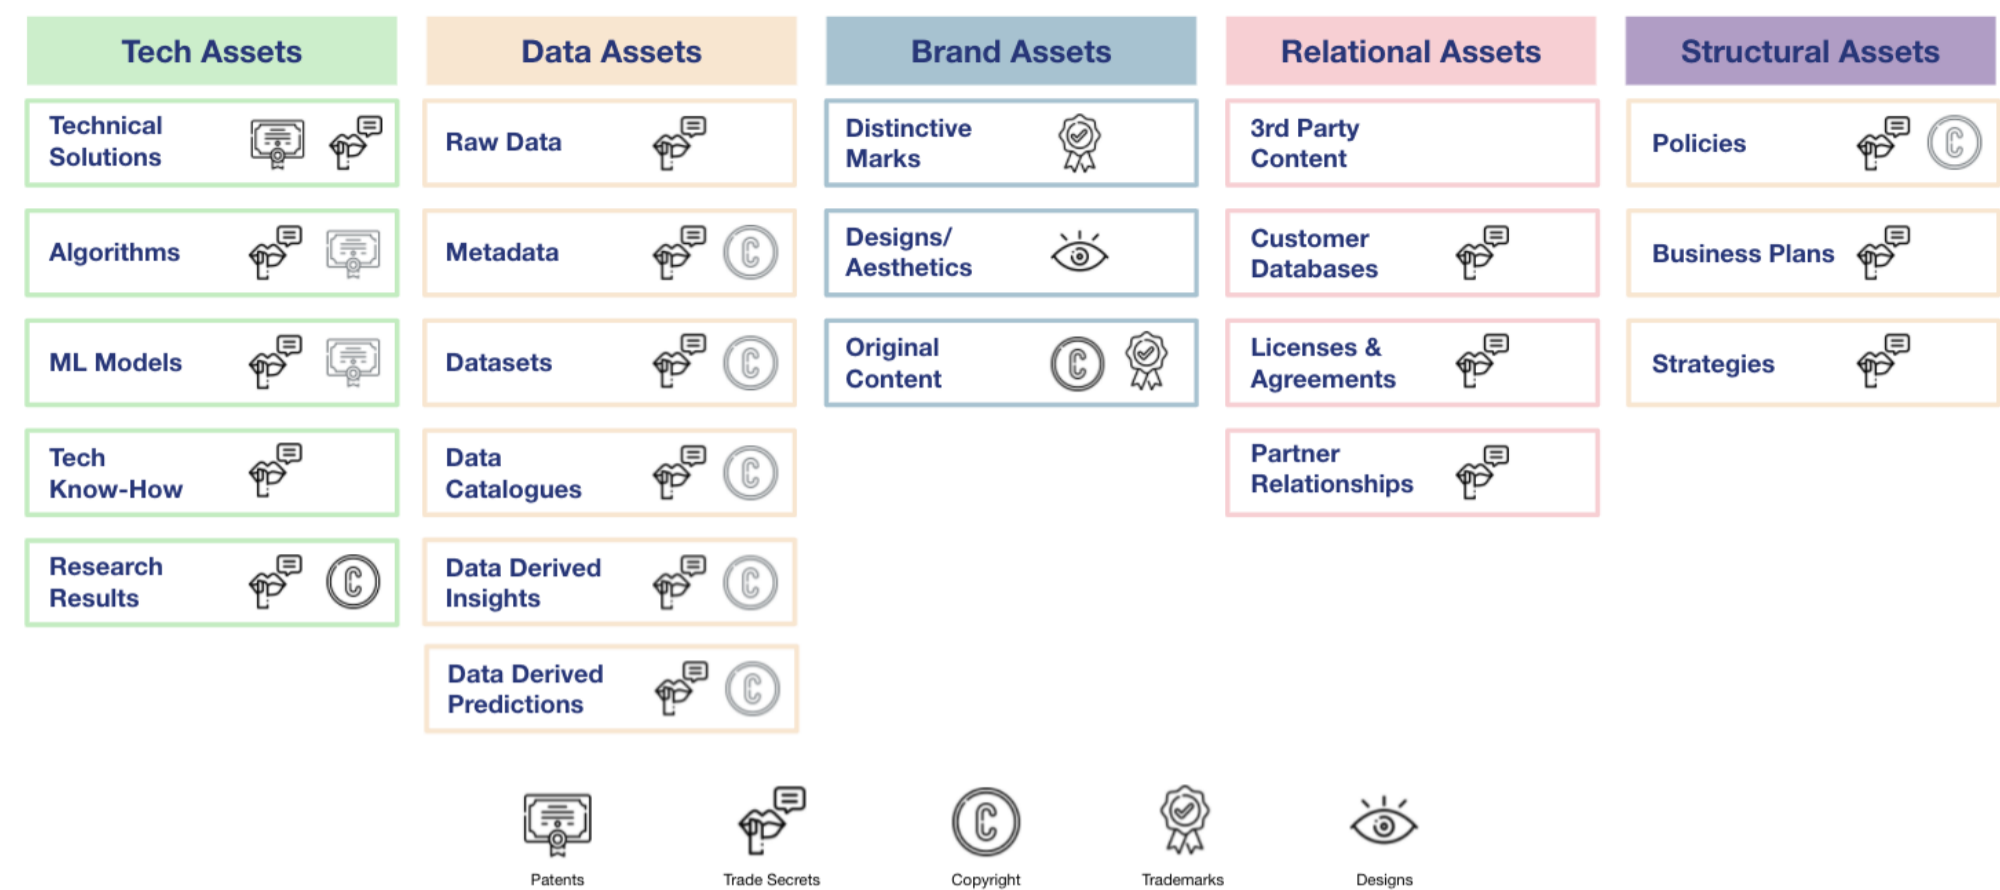 Tech Assets
Data Assets
Brand Assets
Relational Assets
Structural Assets
Technical
Solutions
Algorithms
ML Models
Tech
Know-How
Research
Results
Raw Data
Metadata
Datasets
Data
Catalogues
Data Derived
Insights
Data Derived
Predictions
Distinctive
Marks
Designs/
Aesthetics
Original
Content
3rd Party
Content
Customer
Databases
Licenses &
Agreements
Partner
Relationships
Policies
Business Plans
Strategies
Patents
Trade Secrets
Copyright
Trademarks
Designs